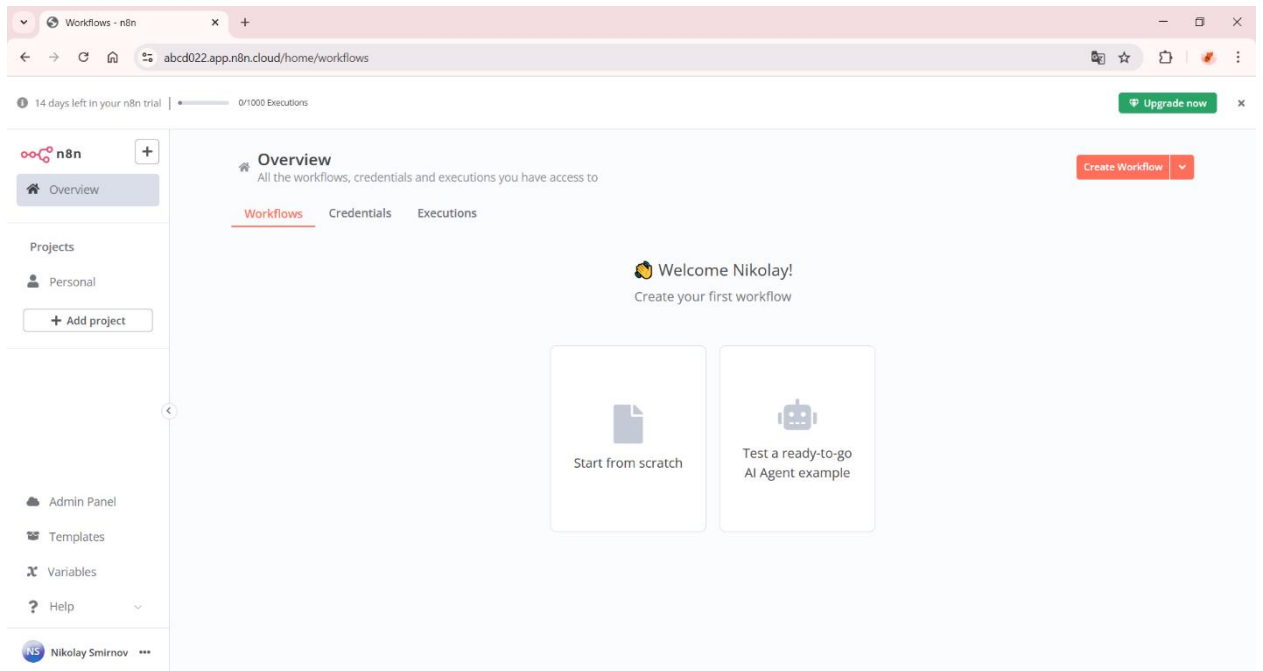 Workflows - n8n
abcd022.app.n8n.cloud/home/workflows
14 days left in your n8n trial
0/1000 Executions
Upgrade now
n8n
Overview
Projects
Personal
+ Add project
Admin Panel
Templates
Variables
Help
NS Nikolay Smirnov
Overview
All the workflows, credentials and executions you have access to
Create Workflow
Workflows Credentials Executions
Welcome Nikolay!
Create your first workflow
Start from scratch
Test a ready-to-go
AI Agent example